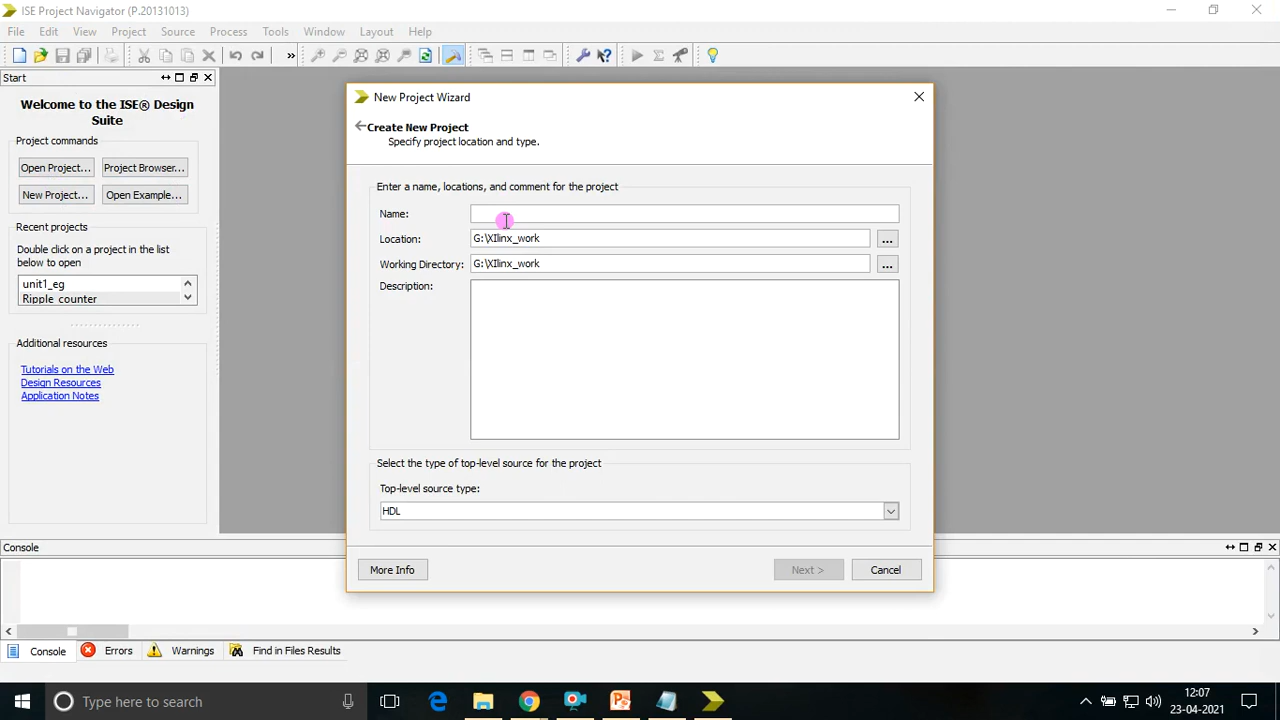 ISE Project Navigator (P.20131013)
File Edit View Project Source Process Tools Window Layout Help
»
Start
Welcome to the ISE® Design
Suite
Project commands
Open Project... Project Browser...
New Project... Open Example...
Recent projects
Double click on a project in the list
below to open
unit1_eg
Ripple_counter
Additional resources
Tutorials on the Web
Design Resources
Application Notes
New Project Wizard
Create New Project
Specify project location and type.
Enter a name, locations, and comment for the project
Name:
Location: G:\XIlinx_work ...
Working Directory: G:\XIlinx_work ...
Description:
Select the type of top-level source for the project
Top-level source type:
HDL
More Info Next > Cancel
Console
Console Errors Warnings Find in Files Results
Type here to search
12:07
23-04-2021